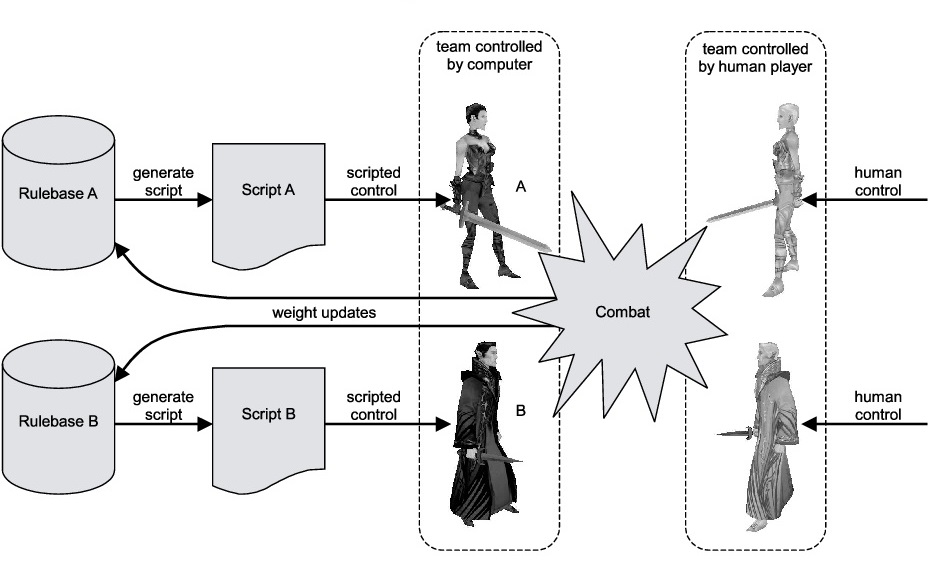 team controlled
by computer
team controlled
by human player
Rulebase A
generate
script
Script A
scripted
control
A
human
control
Combat
weight updates
Rulebase B
generate
script
Script B
scripted
control
B
human
control